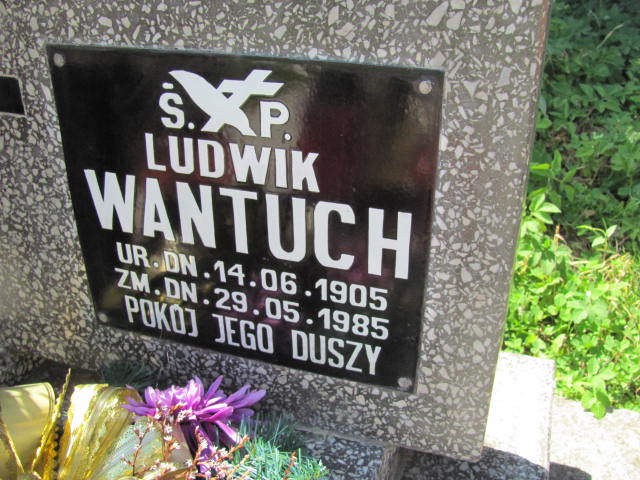 Ś. P.
LUDWIK
WANTUCH
UR. DN. 14.06.1905
ZM. DN. 29.05.1985
POKÓJ JEGO DUSZY